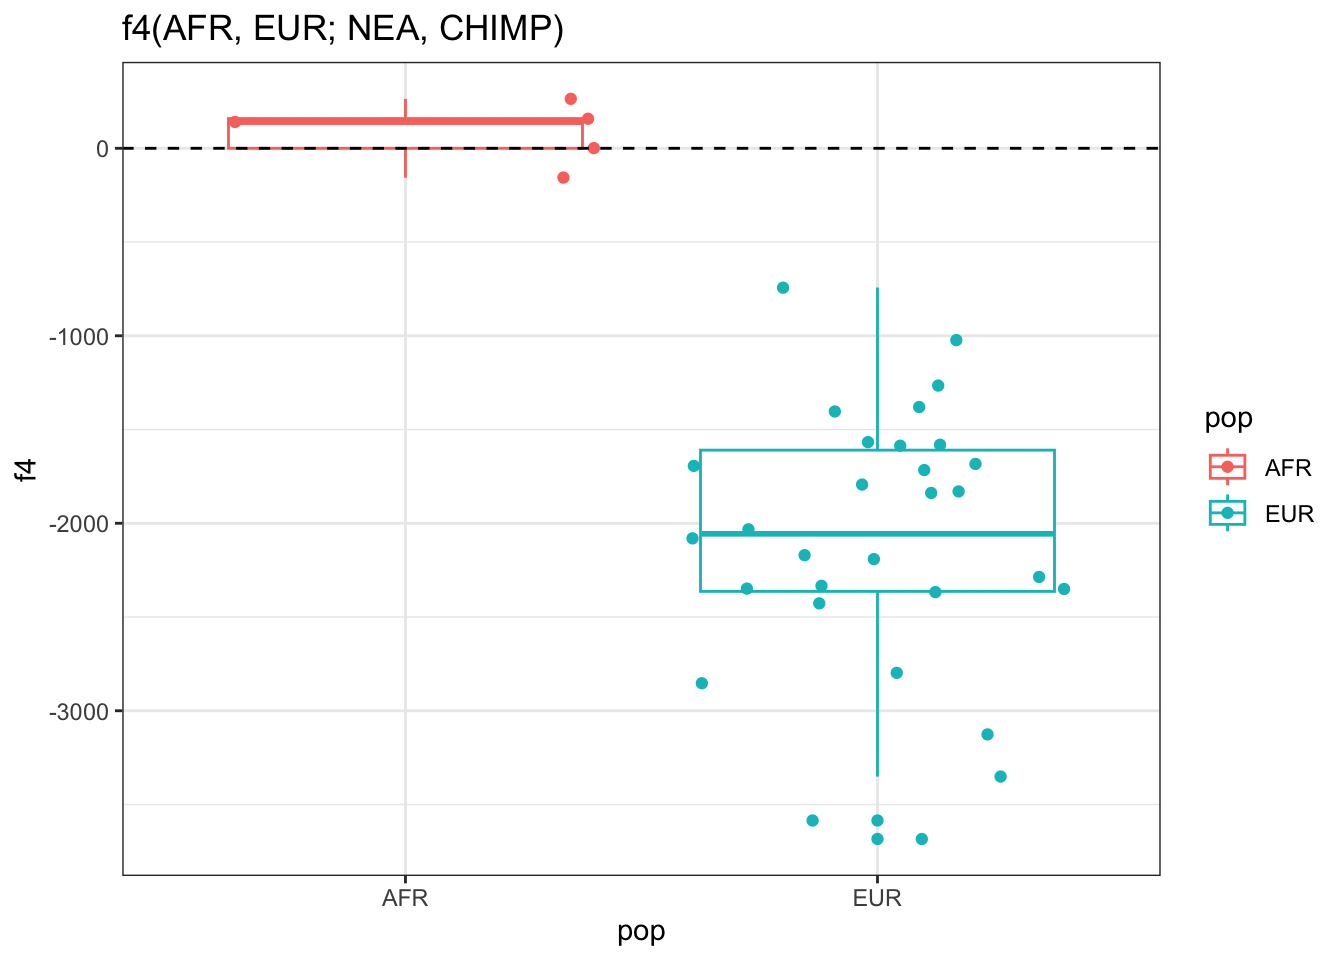 f4(AFR, EUR; NEA, CHIMP)
0
-1000
-2000
-3000
f4
AFR
EUR
pop
pop
AFR
EUR